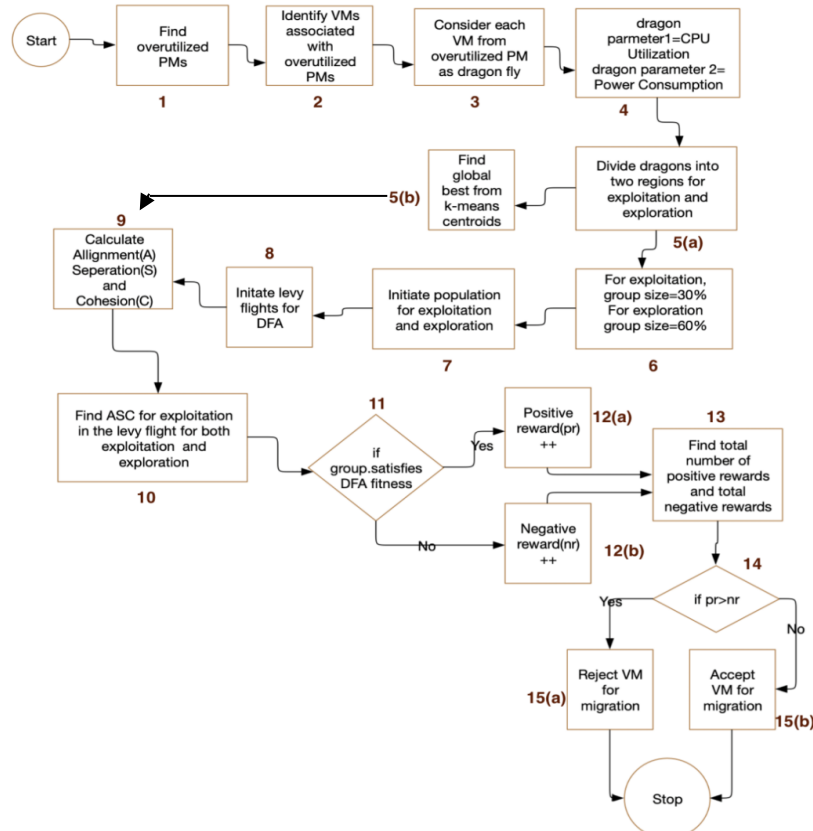 Start
Find
overutilized
PMs
1
Identify VMs
associated
with
overutilized
PMs
2
Consider each
VM from
overutilized PM
as dragon fly
3
dragon
parmeter1=CPU
Utilization
dragon parameter 2=
Power Consumption
4
Divide dragons into
two regions for
exploitation and
exploration
5(a)
Find
global
best from
k-means
centroids
5(b)
For exploitation,
group size=30%
For exploration
group size=60%
6
Initiate population
for exploitation
and exploration
7
8
Initate levy
flights for
DFA
9
Calculate
Allignment(A)
Seperation(S)
and
Cohesion(C)
Find ASC for exploitation
in the levy flight for both
exploitation and
exploration
10
11
if
group.satisfies
DFA fitness
Yes
No
Positive
reward(pr)
++
12(a)
Negative
reward(nr)
++
12(b)
13
Find total
number of
positive rewards
and total
negative rewards
14
if pr>nr
Yes
No
Reject VM
for
migration
15(a)
Accept
VM for
migration
15(b)
Stop